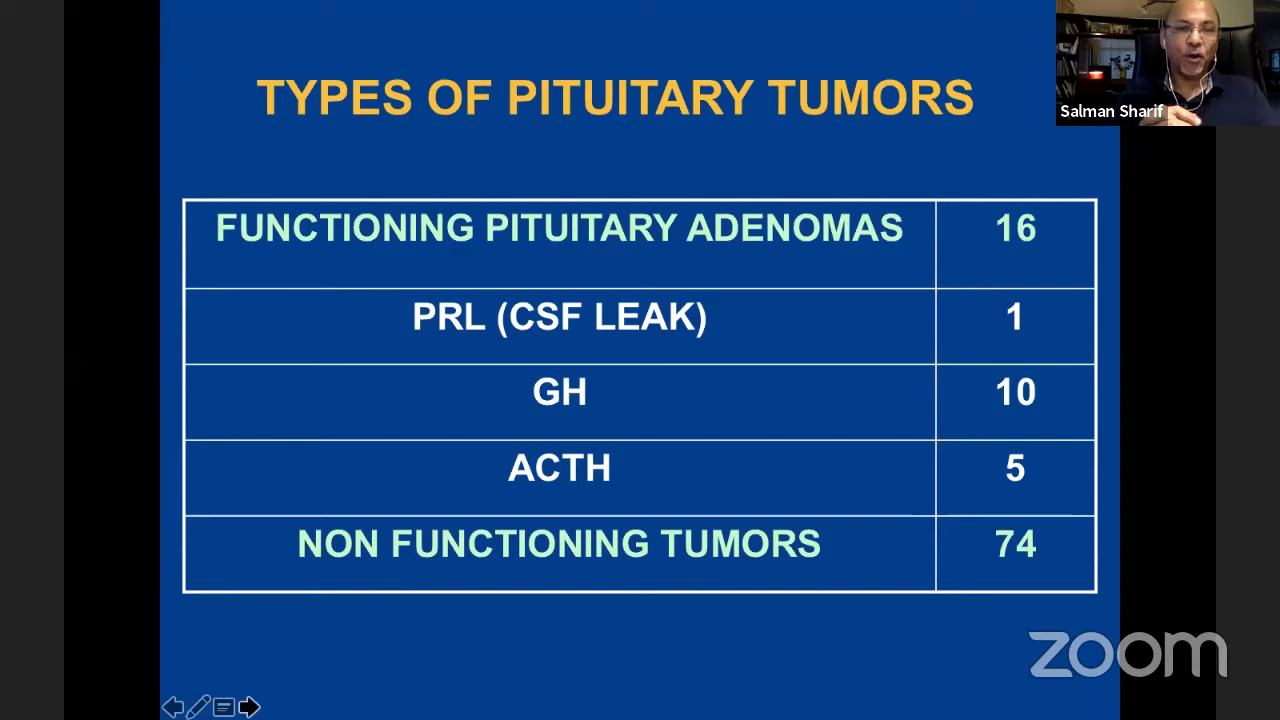 TYPES OF PITUITARY TUMORS
Salman Sharif
FUNCTIONING PITUITARY ADENOMAS 16
PRL (CSF LEAK) 1
GH 10
ACTH 5
NON FUNCTIONING TUMORS 74
zoom